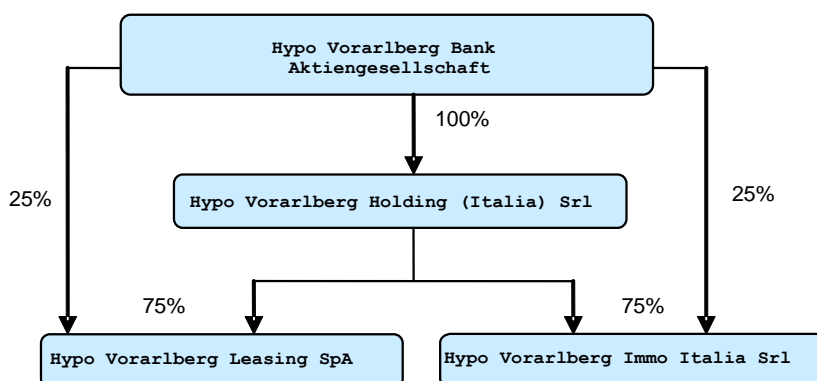 Hypo Vorarlberg Bank
Aktiengesellschaft
100%
25%
Hypo Vorarlberg Holding (Italia) Srl
25%
75%
75%
Hypo Vorarlberg Leasing SpA
Hypo Vorarlberg Immo Italia Srl